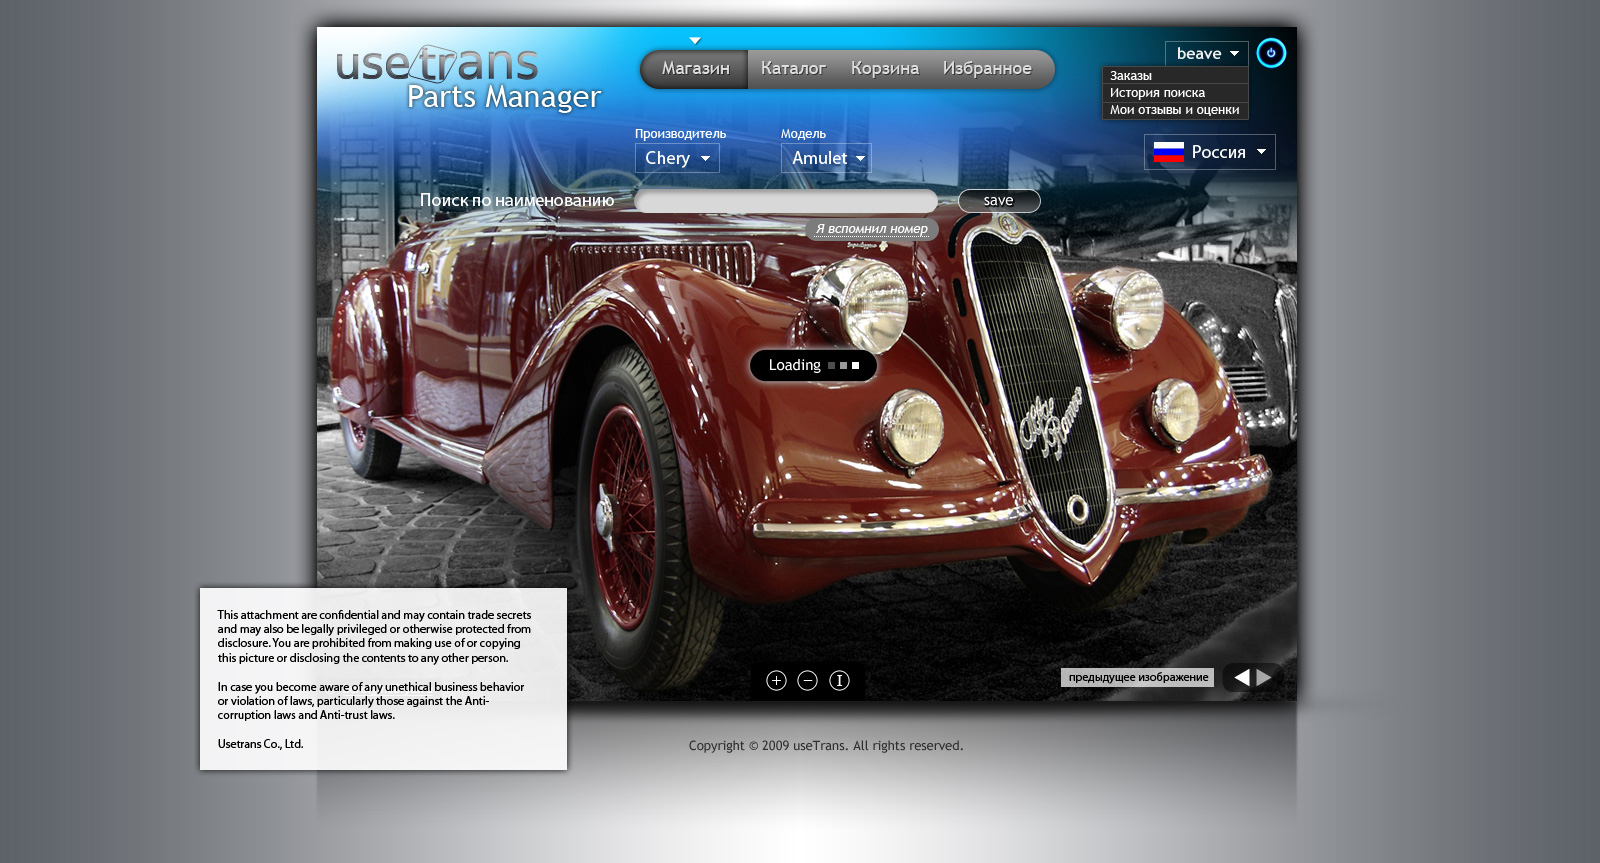 usetrans
Parts Manager
Магазин
Каталог
Корзина
Избранное
beave
Заказы
История поиска
Мои отзывы и оценки
Производитель
Модель
Chery
Amulet
Россия
Поиск по наименованию
save
Я вспомнил номер
Loading
Alfa Romeo
This attachment are confidential and may contain trade secrets
and may also be legally privileged or otherwise protected from
disclosure. You are prohibited from making use of or copying
this picture or disclosing the contents to any other person.
In case you become aware of any unethical business behavior
or violation of laws, particularly those against the Anti-
corruption laws and Anti-trust laws.
Usetrans Co., Ltd.
предыдущее изображение
Copyright © 2009 useTrans. All rights reserved.